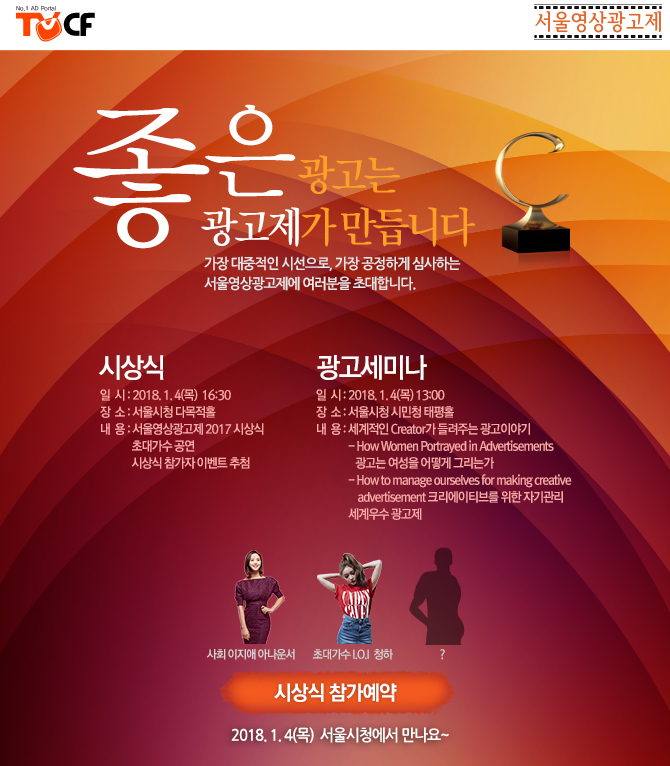 No.1 AD Portal
TVCF
서울영상광고제
좋은 광고는
광고제가 만듭니다
가장 대중적인 시선으로, 가장 공정하게 심사하는
서울영상광고제에 여러분을 초대합니다.
시상식
일 시 : 2018. 1. 4(목) 16:30
장 소 : 서울시청 다목적홀
내 용 : 서울영상광고제 2017 시상식
초대가수 공연
시상식 참가자 이벤트 추첨
광고세미나
일 시 : 2018. 1. 4(목) 13:00
장 소 : 서울시청 시민청 태평홀
내 용 : 세계적인 Creator가 들려주는 광고이야기
- How Women Portrayed in Advertisements
광고는 여성을 어떻게 그리는가
- How to manage ourselves for making creative
advertisement 크리에이티브를 위한 자기관리
세계우수 광고제
사회 이지애 아나운서
초대가수 I.O.I 청하
?
시상식 참가예약
2018. 1. 4(목) 서울시청에서 만나요~